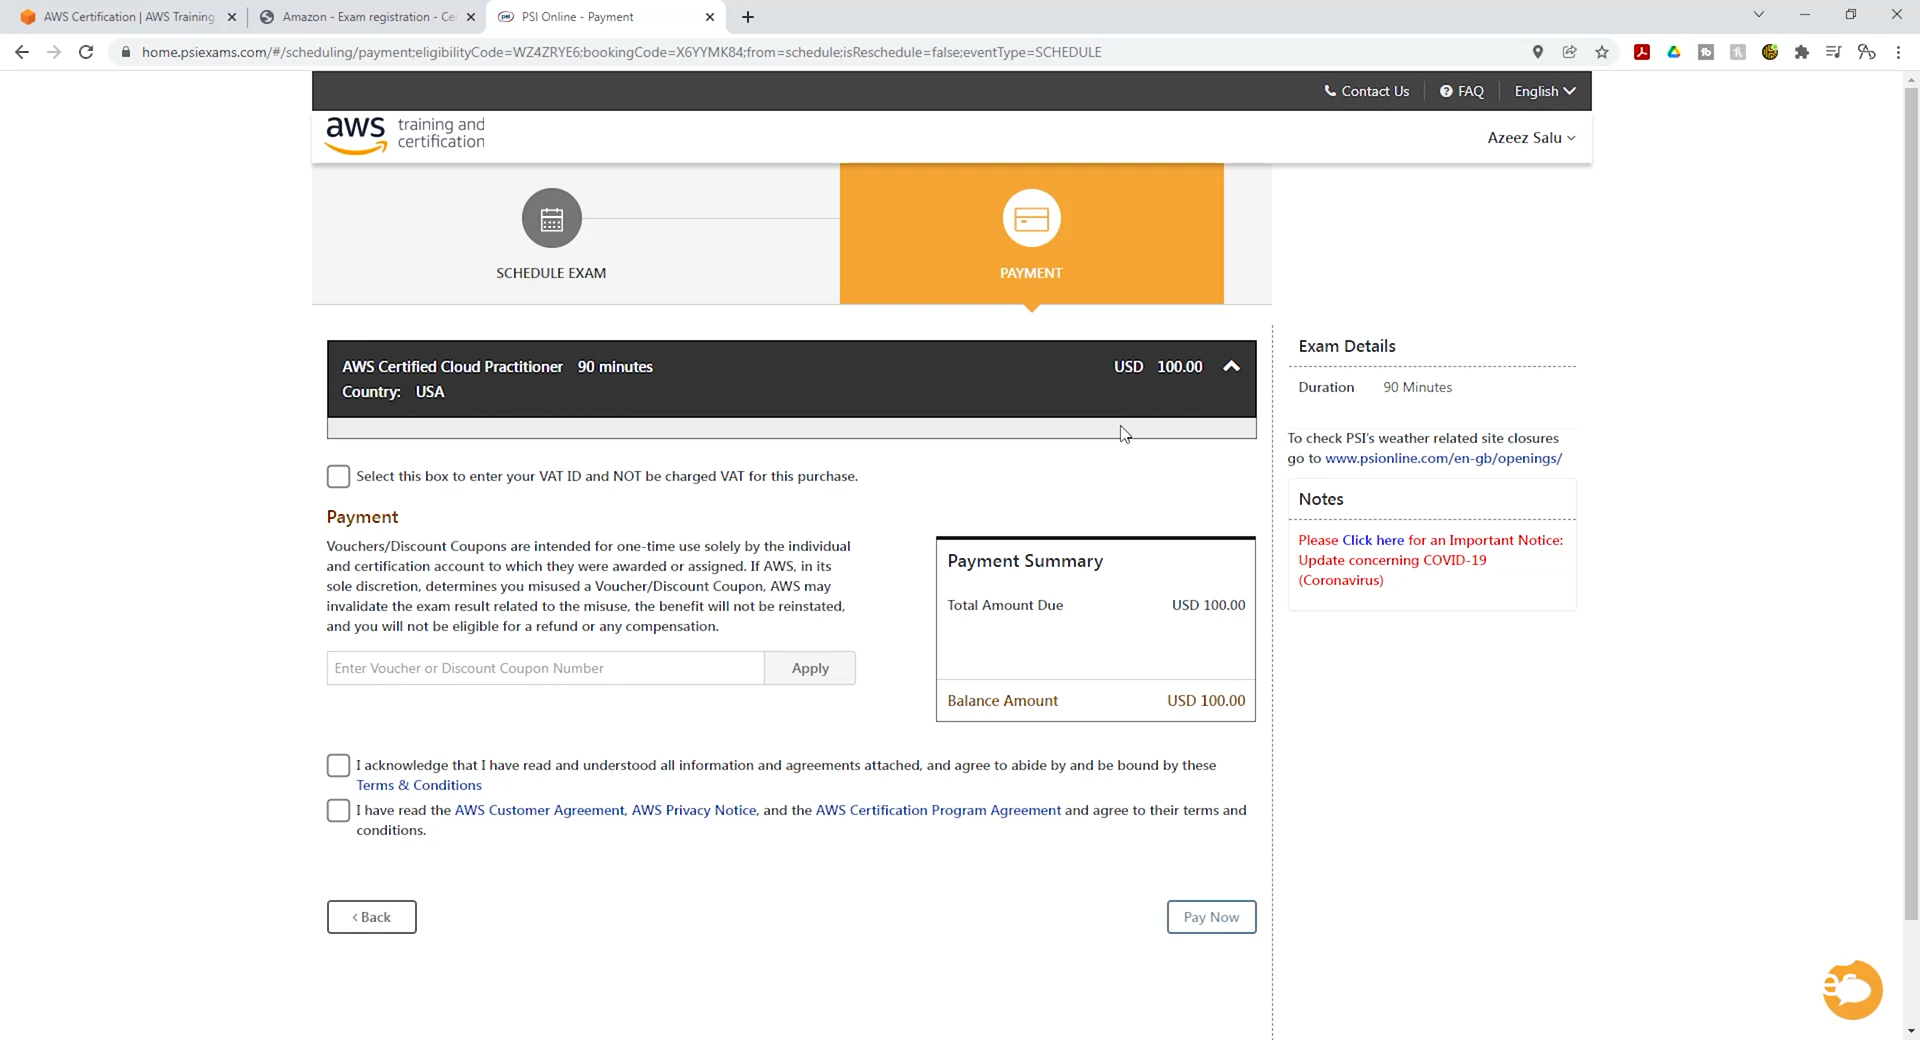 AWS Certification | AWS Training
Amazon - Exam registration - Ce
PSI Online - Payment
home.psiexams.com/#/scheduling/payment;eligibilityCode=WZ4ZRYE6;bookingCode=X6YYMK84;from=schedule;isReschedule=false;eventType=SCHEDULE
Contact Us
FAQ
English
aws training and certification
Azeez Salu
SCHEDULE EXAM
PAYMENT
AWS Certified Cloud Practitioner 90 minutes USD 100.00
Country: USA
Select this box to enter your VAT ID and NOT be charged VAT for this purchase.
Payment
Vouchers/Discount Coupons are intended for one-time use solely by the individual
and certification account to which they were awarded or assigned. If AWS, in its
sole discretion, determines you misused a Voucher/Discount Coupon, AWS may
invalidate the exam result related to the misuse, the benefit will not be reinstated,
and you will not be eligible for a refund or any compensation.
Enter Voucher or Discount Coupon Number
Apply
Payment Summary
Total Amount Due USD 100.00
Balance Amount USD 100.00
I acknowledge that I have read and understood all information and agreements attached, and agree to abide by and be bound by these
Terms & Conditions
I have read the AWS Customer Agreement, AWS Privacy Notice, and the AWS Certification Program Agreement and agree to their terms and
conditions.
< Back
Pay Now
Exam Details
Duration 90 Minutes
To check PSI's weather related site closures
go to www.psionline.com/en-gb/openings/
Notes
Please Click here for an Important Notice:
Update concerning COVID-19
(Coronavirus)